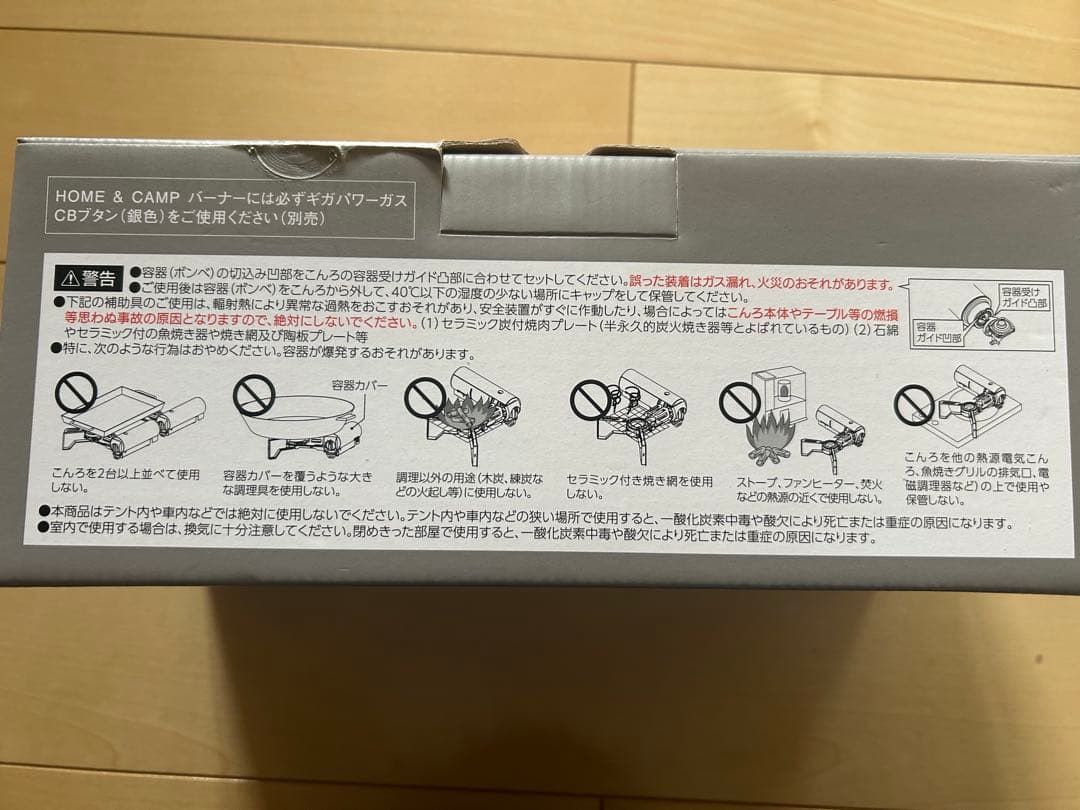 HOME & CAMP バーナーには必ずギガパワーガス
CBブタン(銀色)をご使用ください(別売)
警告
●容器(ボンベ)の切込み凹部をこんろの容器受けガイド凸部に合わせてセットしてください。誤った装着はガス漏れ、火災のおそれがあります。
●ご使用後は容器(ボンベ)をこんろから外して、40℃以下の湿度の少ない場所にキャップをして保管してください。
●下記の補助具のご使用は、輻射熱により異常な過熱をおこすおそれがあり、安全装置がすぐに作動したり、場合によってはこんろ本体やテーブル等の燃損
等思わぬ事故の原因となりますので、絶対にしないでください。(1)セラミック炭付焼肉プレート(半永久的炭火焼き器等とよばれているもの)(2)石綿
やセラミック付の魚焼き器や焼き網及び陶板プレート等
●特に、次のような行為はおやめください。容器が爆発するおそれがあります。
容器受け
ガイド凸部
容器
ガイド凹部
容器カバー
こんろを2台以上並べて使用
しない。
容器カバーを覆うような大き
な調理具を使用しない。
調理以外の用途(木炭、練炭な
どの火起し等)に使用しない。
セラミック付き焼き網を使用
しない。
ストーブ、ファンヒーター、焚火
などの熱源の近くで使用しない。
こんろを他の熱源電気こん
ろ、魚焼きグリルの排気口、電
磁調理器など)の上で使用や
保管しない。
●本商品はテント内や車内などでは絶対に使用しないでください。テント内や車内などの狭い場所で使用すると、一酸化炭素中毒や酸欠により死亡または重症の原因になります。
●室内で使用する場合は、換気に十分注意してください。閉めきった部屋で使用すると、一酸化炭素中毒や酸欠により死亡または重症の原因になります。